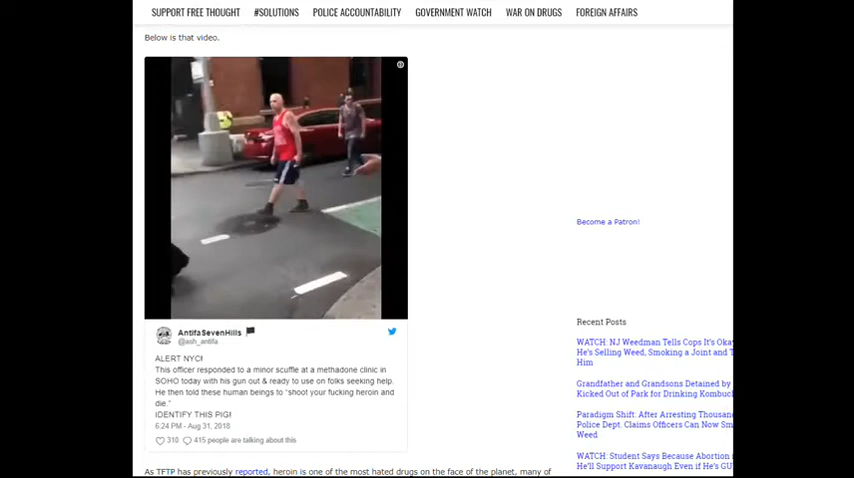 SUPPORT FREE THOUGHT #SOLUTIONS POLICE ACCOUNTABILITY GOVERNMENT WATCH WAR ON DRUGS FOREIGN AFFAIRS
Below is that video.
AntifaSevenHills
@ash_antifa
ALERT NYC!
This officer responded to a minor scuffle at a methadone clinic in
SOHO today with his gun out & ready to use on folks seeking help.
He then told these human beings to "shoot your fucking heroin and
die."
IDENTIFY THIS PIG!
6:24 PM - Aug 31, 2018
310 415 people are talking about this
As TFTP has previously reported, heroin is one of the most hated drugs on the face of the planet, many of
Become a Patron!
Recent Posts
WATCH: NJ Weedman Tells Cops It's Oka
He's Selling Weed, Smoking a Joint and T
Him
Grandfather and Grandsons Detained by
Kicked Out of Park for Drinking Kombuc
Paradigm Shift: After Arresting Thousan
Police Dept. Claims Officers Can Now Sm
Weed
WATCH: Student Says Because Abortion i
He'll Support Kavanaugh Even if He's GU